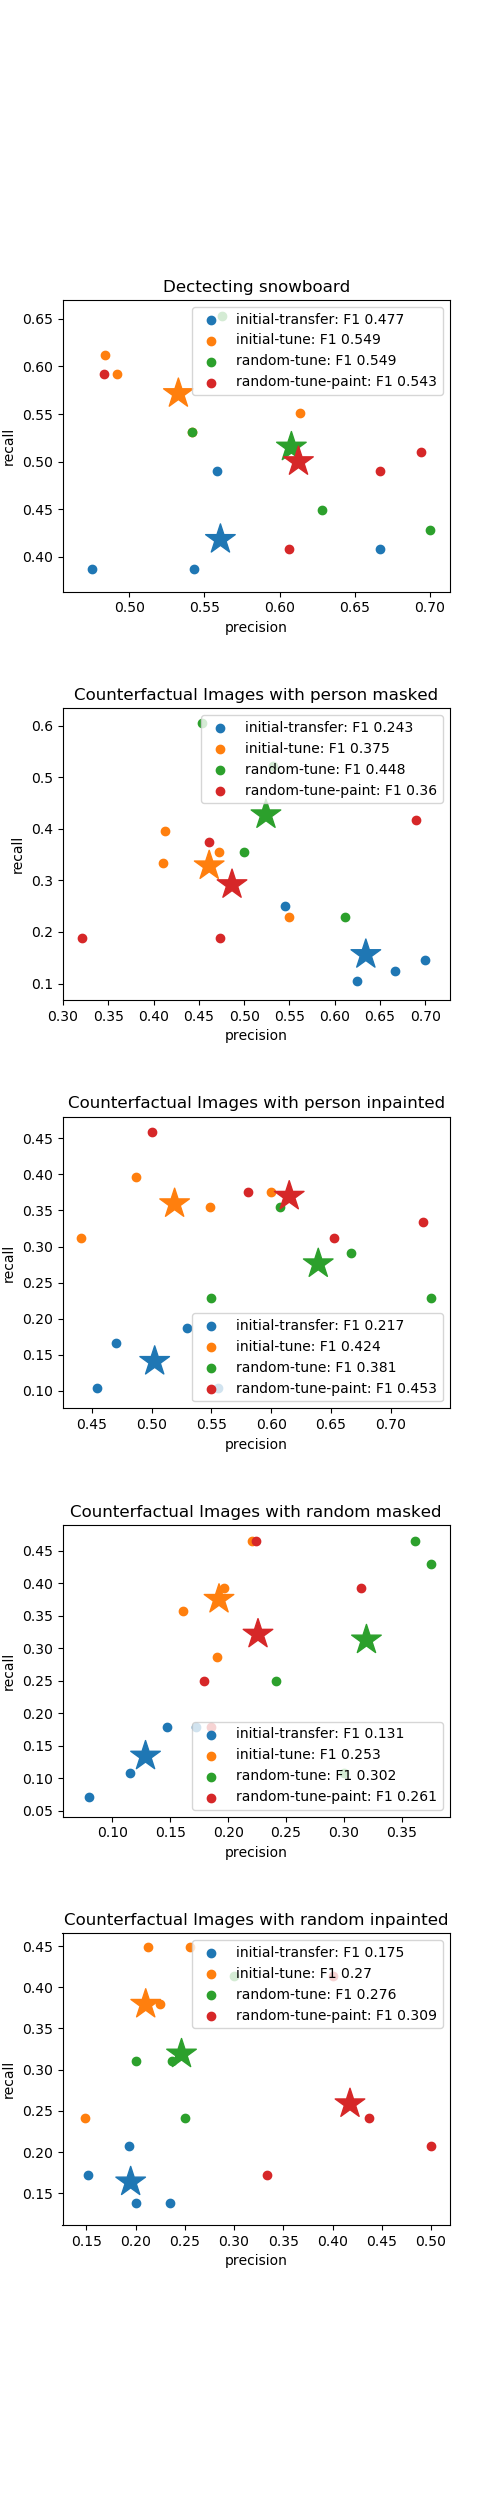 Dectecting snowboard
initial-transfer: F1 0.477
initial-tune: F1 0.549
random-tune: F1 0.549
random-tune-paint: F1 0.543
0.65
0.60
0.55
0.50
0.45
0.40
recall
0.50 0.55 0.60 0.65 0.70
precision
Counterfactual Images with person masked
initial-transfer: F1 0.243
initial-tune: F1 0.375
random-tune: F1 0.448
random-tune-paint: F1 0.36
0.6
0.5
0.4
0.3
0.2
0.1
recall
0.30 0.35 0.40 0.45 0.50 0.55 0.60 0.65 0.70
precision
Counterfactual Images with person inpainted
0.45
0.40
0.35
0.30
0.25
0.20
0.15
0.10
recall
initial-transfer: F1 0.217
initial-tune: F1 0.424
random-tune: F1 0.381
random-tune-paint: F1 0.453
0.45 0.50 0.55 0.60 0.65 0.70
precision
Counterfactual Images with random masked
0.45
0.40
0.35
0.30
0.25
0.20
0.15
0.10
0.05
recall
initial-transfer: F1 0.131
initial-tune: F1 0.253
random-tune: F1 0.302
random-tune-paint: F1 0.261
0.10 0.15 0.20 0.25 0.30 0.35
precision
Counterfactual Images with random inpainted
initial-transfer: F1 0.175
initial-tune: F1 0.27
random-tune: F1 0.276
random-tune-paint: F1 0.309
0.45
0.40
0.35
0.30
0.25
0.20
0.15
recall
0.15 0.20 0.25 0.30 0.35 0.40 0.45 0.50
precision